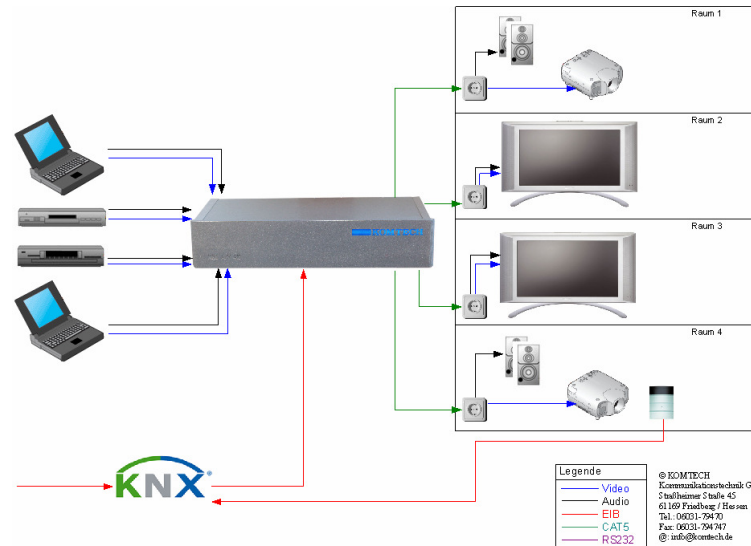 Raum 1
Raum 2
Raum 3
KOMTECH
Raum 4
KNX
Legende
Video
Audio
EIB
CAT5
RS232
© KOMTECH
Kommunikationstechnik G
Straßheimer Straße 45
61169 Friedberg / Hessen
Tel.: 06031-79470
Fax: 06031-794747
@: info@komtech.de